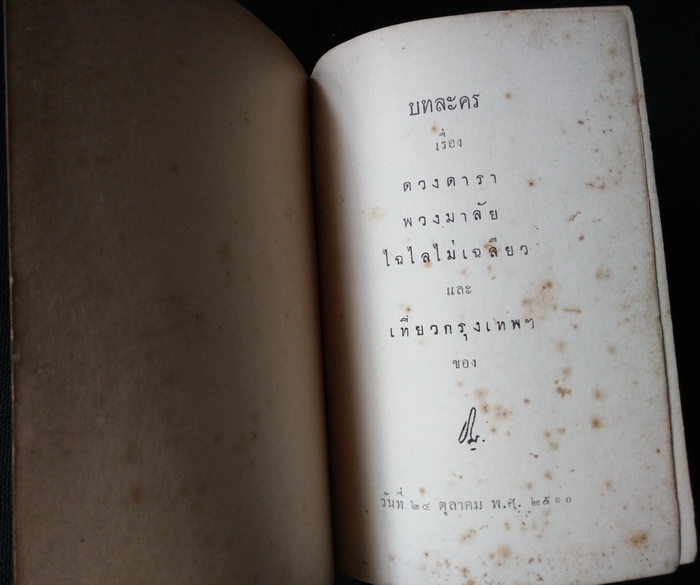 บทละคร
เรื่อง
ดวงดารา
พวงมาลัย
ไฉไลไม่เฉลียว
และ
เที่ยวกรุงเทพฯ
ของ
วันที่ ๒๔ ตุลาคม พ.ศ. ๒๕๑๐